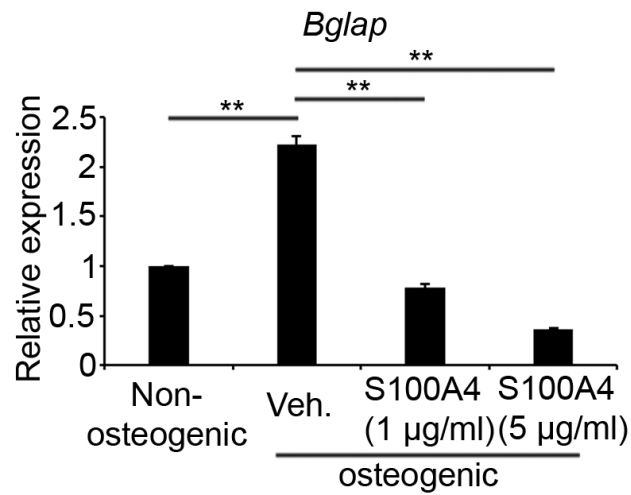 Bglap
**
**
**
Relative expression
2.5
2
1.5
1
0.5
0
Non-
osteogenic
Veh.
S100A4
(1 µg/ml)
S100A4
(5 µg/ml)
osteogenic